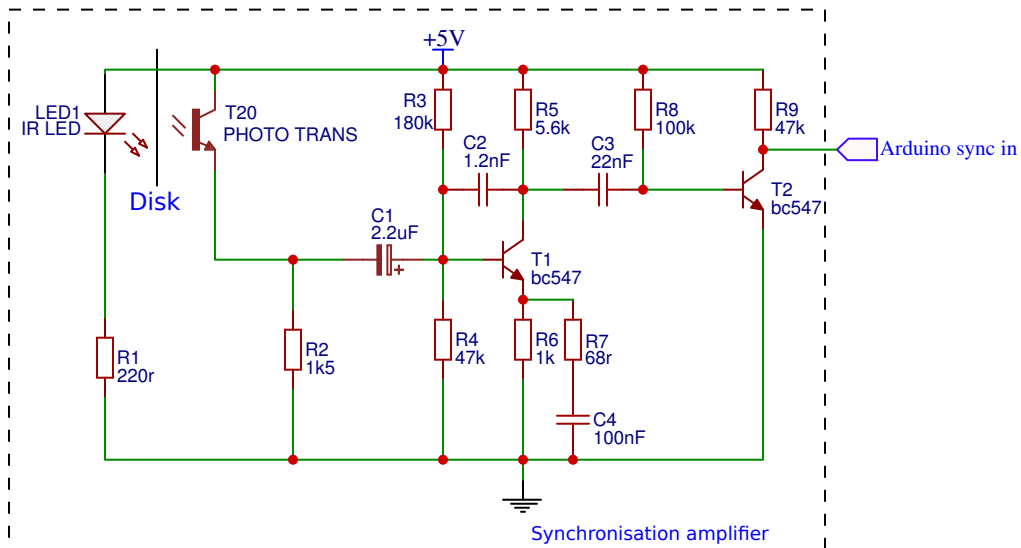 +5V
LED1
IR LED
T20
PHOTO TRANS
Disk
R3
180k
R5
5.6k
R8
100k
R9
47k
C2
1.2nF
C3
22nF
Arduino sync in
T2
bc547
C1
2.2uF
+
T1
bc547
R1
220r
R2
1k5
R4
47k
R6
1k
R7
68r
C4
100nF
Synchronisation amplifier